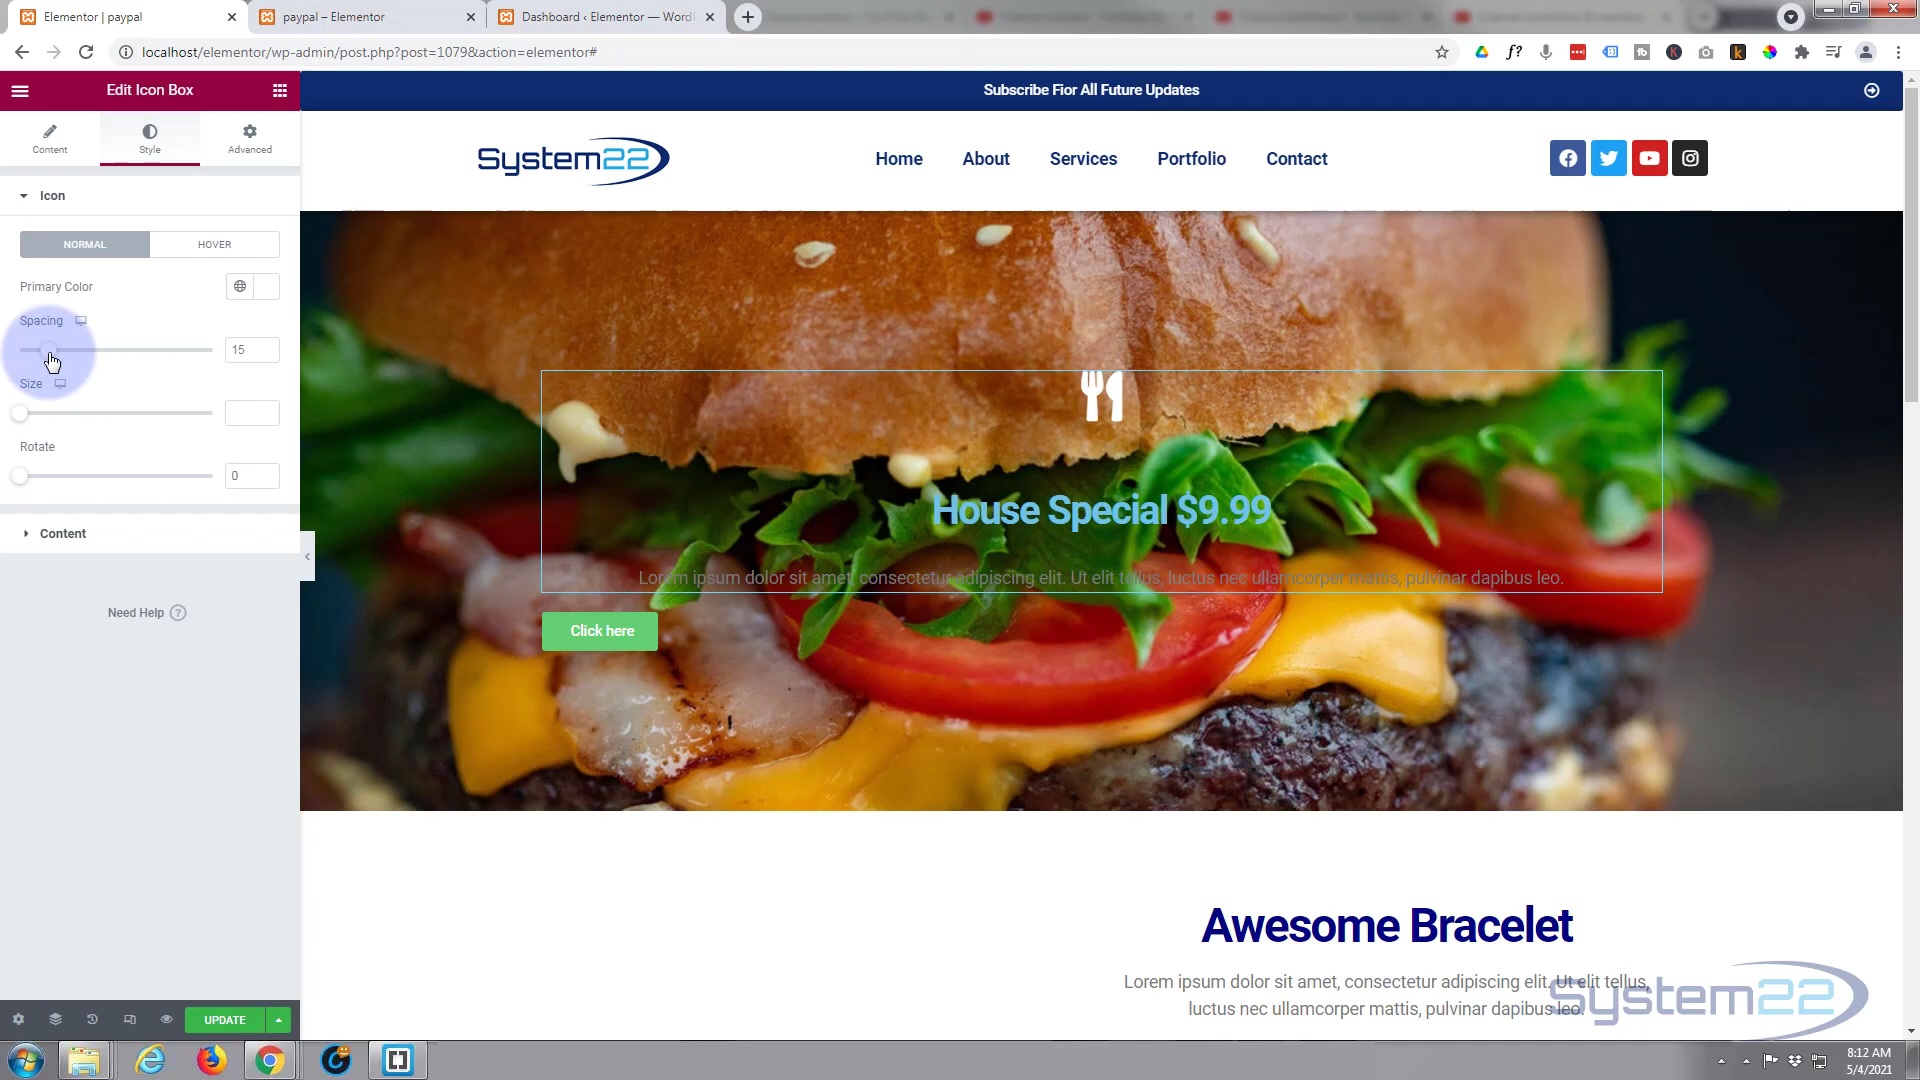 Elementor | paypal
paypal – Elementor
Dashboard ‹ Elementor — Word
localhost/elementor/wp-admin/post.php?post=1079&action=elementor#
Edit Icon Box
Content
Style
Advanced
Icon
NORMAL
HOVER
Primary Color
Spacing
15
Size
Rotate
0
Content
Need Help ?
UPDATE
Subscribe Fior All Future Updates
System22
Home
About
Services
Portfolio
Contact
House Special $9.99
Lorem ipsum dolor sit amet, consectetur adipiscing elit. Ut elit tellus, luctus nec ullamcorper mattis, pulvinar dapibus leo.
Click here
Awesome Bracelet
Lorem ipsum dolor sit amet, consectetur adipiscing elit. Ut elit tellus,
luctus nec ullamcorper mattis, pulvinar dapibus leo.
System22
8:12 AM
5/4/2021